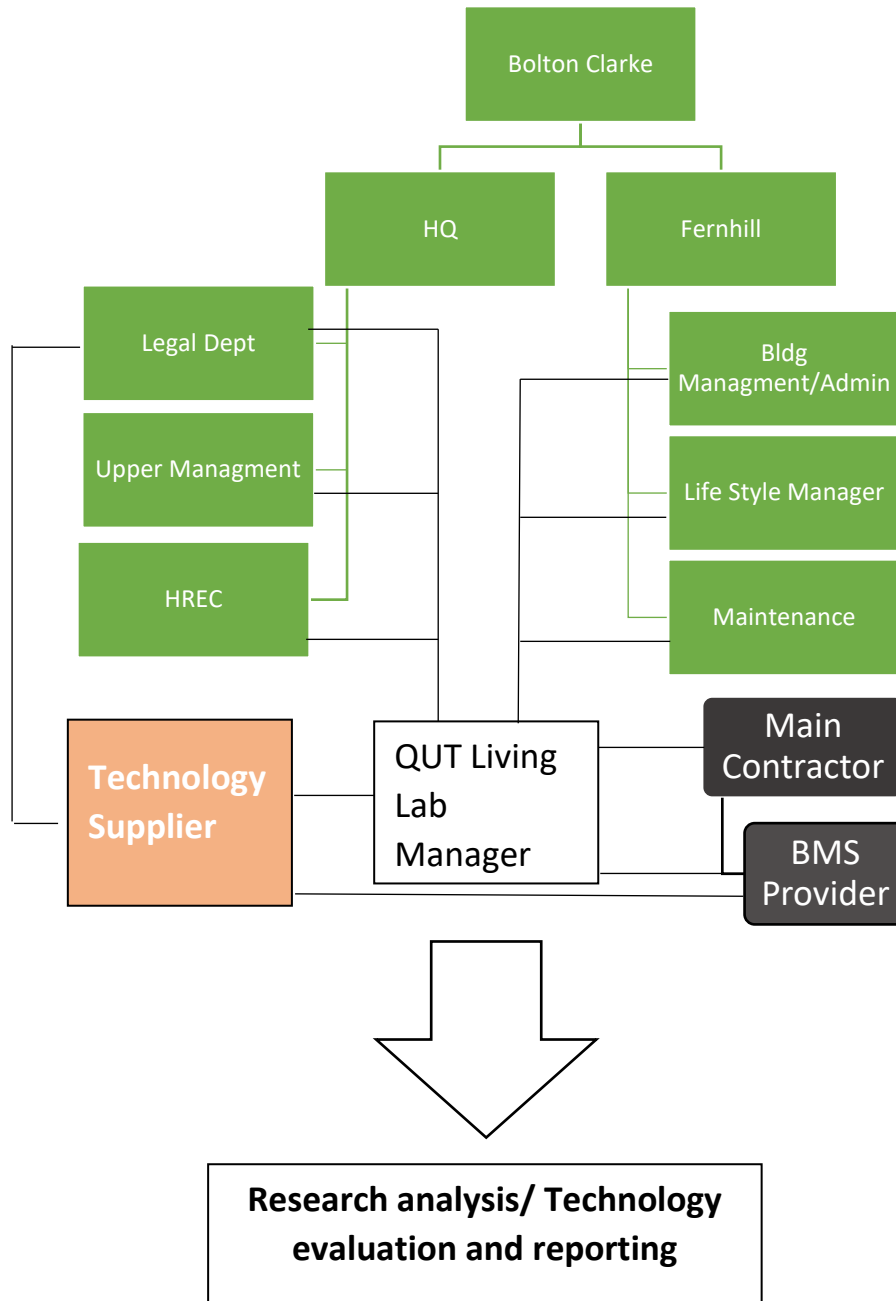 Bolton Clarke
HQ
Fernhill
Legal Dept
Bldg
Managment/Admin
Upper Managment
Life Style Manager
HREC
Maintenance
Technology
Supplier
QUT Living
Lab
Manager
Main
Contractor
BMS
Provider
Research analysis/ Technology
evaluation and reporting